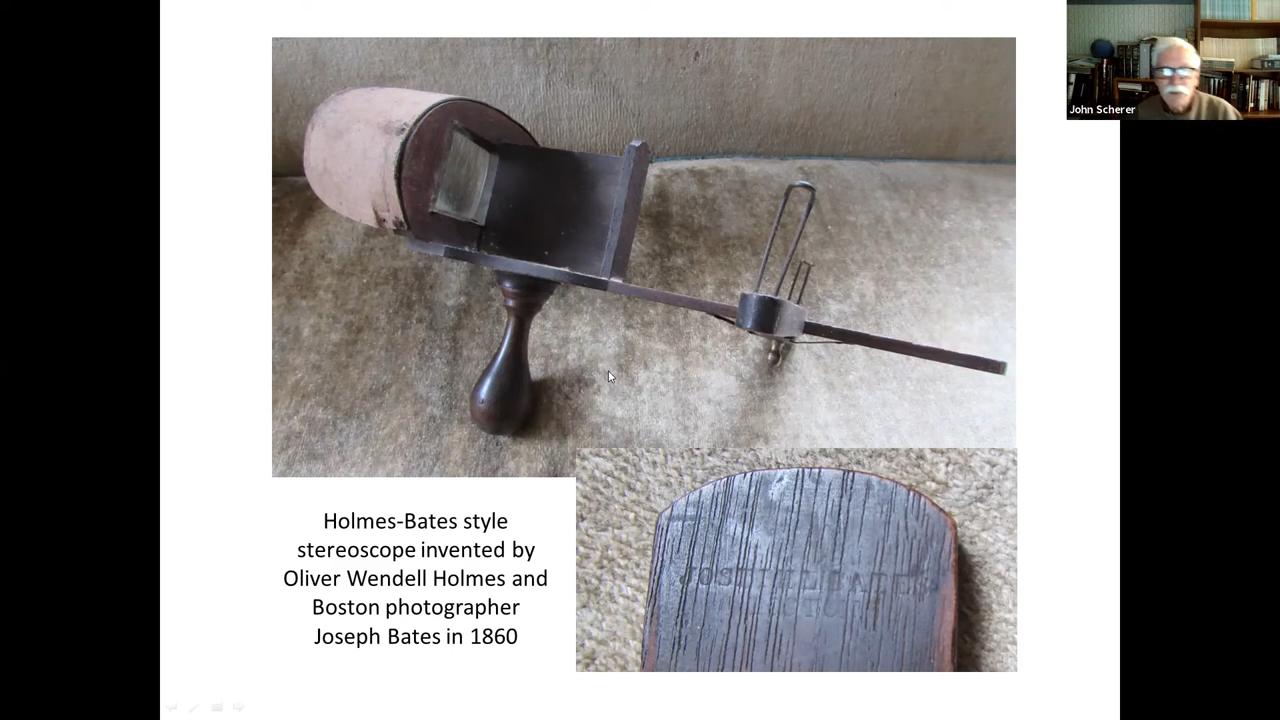 John Scherer
Holmes-Bates style
stereoscope invented by
Oliver Wendell Holmes and
Boston photographer
Joseph Bates in 1860